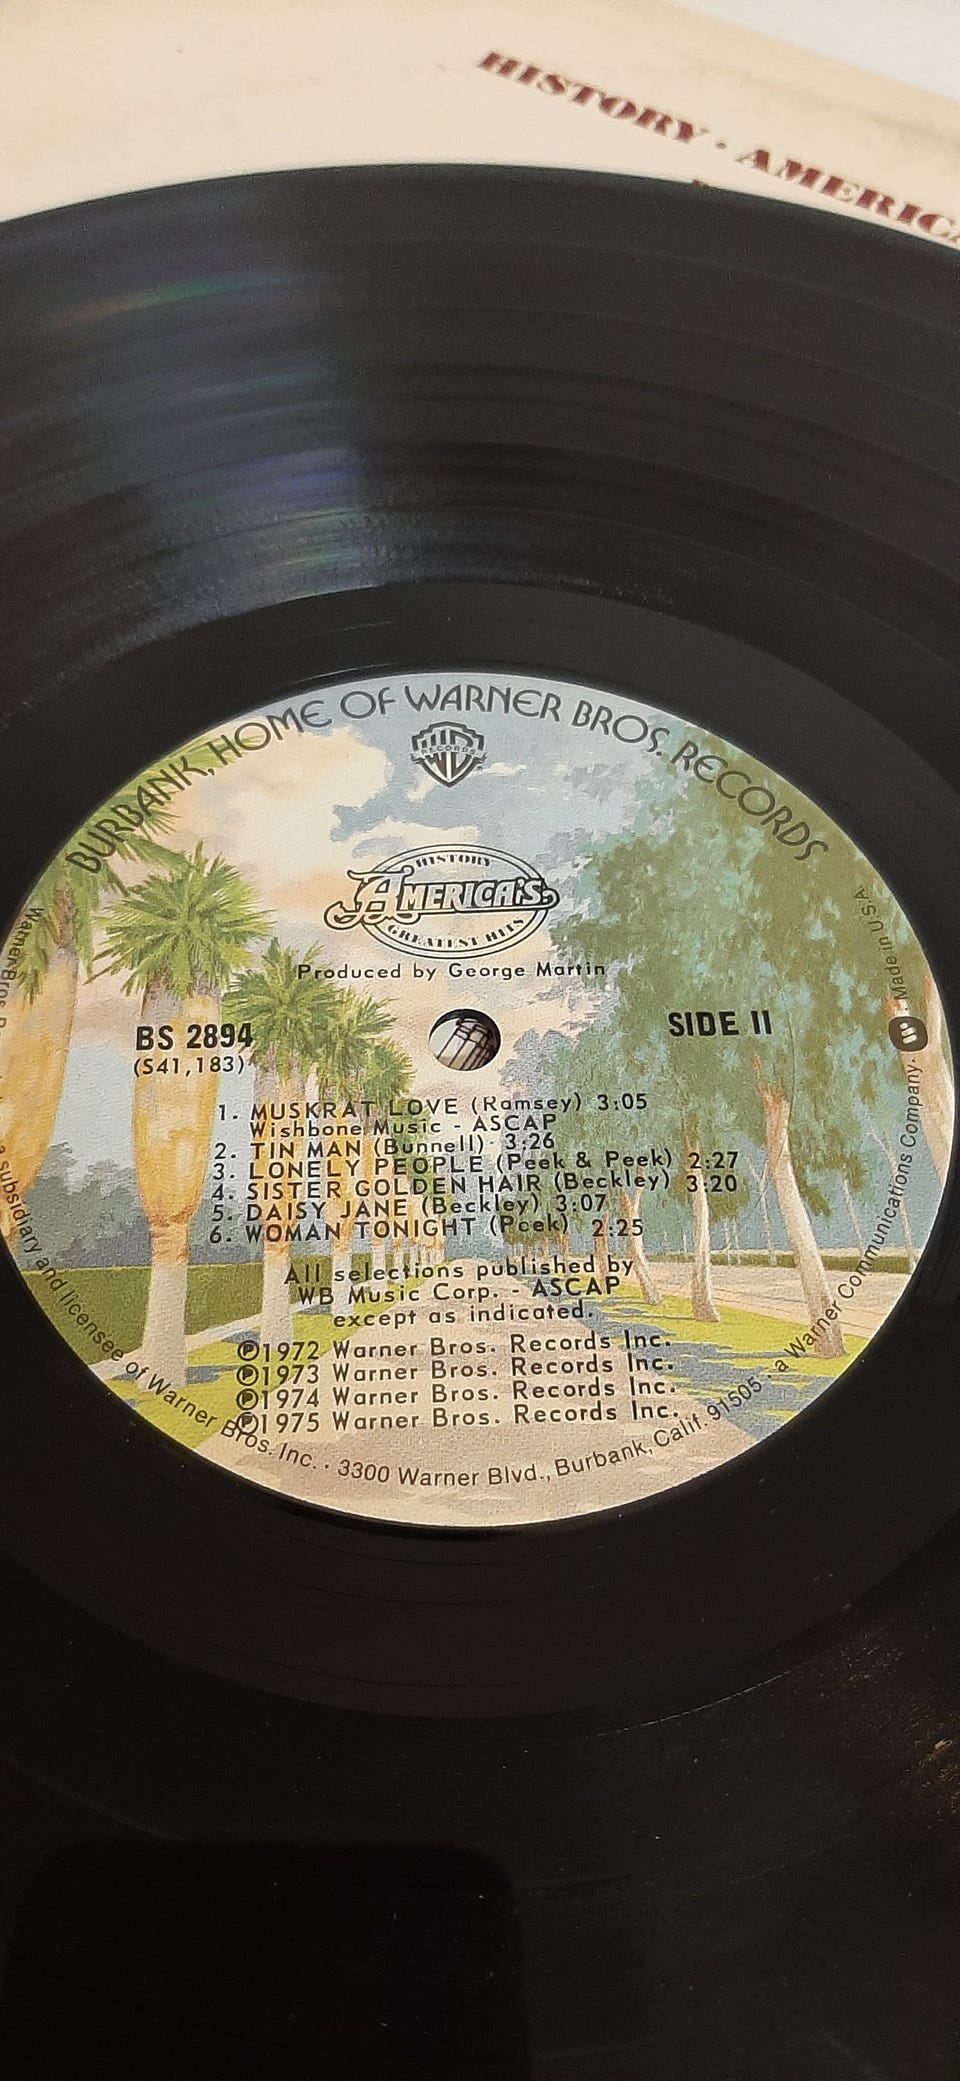 HISTORY · AMERICA
BURBANK, HOME OF WARNER BROS. RECORDS
WB
RECORDS
HISTORY
AMERICA'S
GREATEST HITS
Produced by George Martin
BS 2894
(S41,183)
SIDE II
1. MUSKRAT LOVE (Ramsey) 3:05
Wishbone Music - ASCAP
2. TIN MAN (Bunnell) 3:26
3. LONELY PEOPLE (Peek & Peek) 2:27
4. SISTER GOLDEN HAIR (Beckley) 3:20
5. DAISY JANE (Beckley) 3:07
6. WOMAN TONIGHT (Peek) 2:25
All selections published by
WB Music Corp. - ASCAP
except as indicated.
℗1972 Warner Bros. Records Inc.
℗1973 Warner Bros. Records Inc.
℗1974 Warner Bros. Records Inc.
℗1975 Warner Bros. Records Inc.
Warner Bros. a subsidiary and licensee of Warner Bros. Inc. · 3300 Warner Blvd., Burbank, Calif. 91505 · a Warner Communications Company · Made in U.S.A.